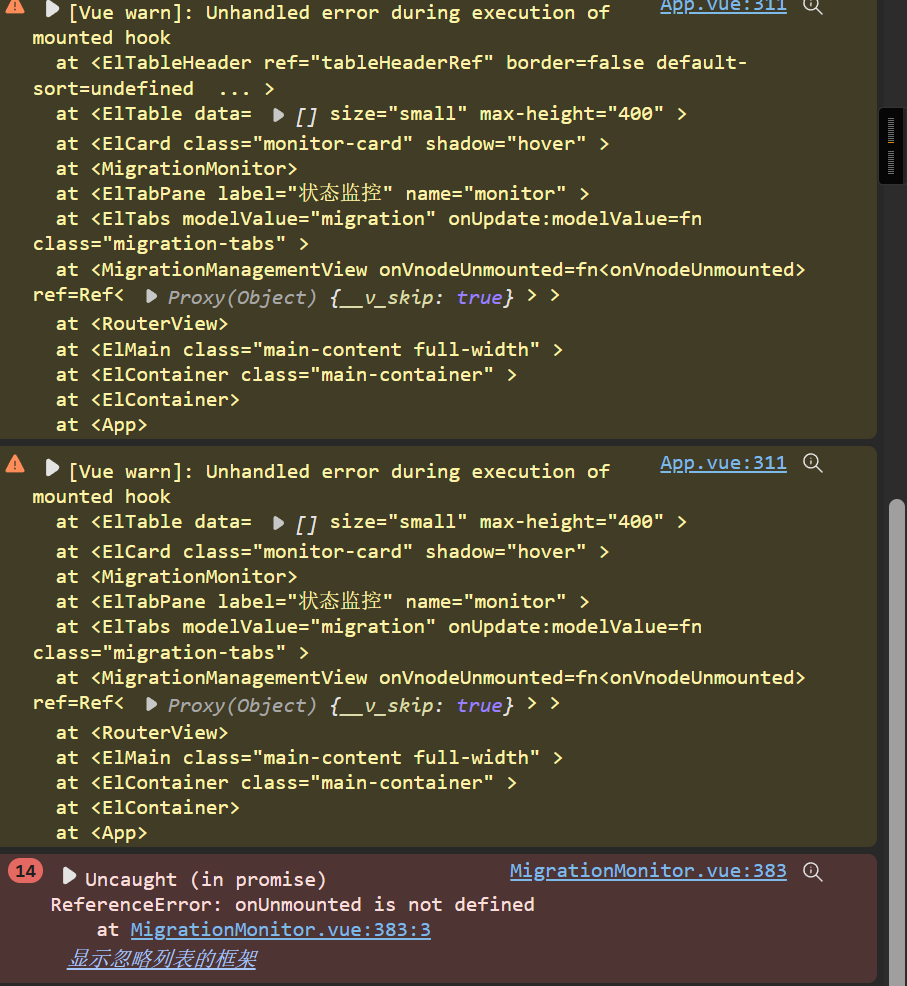 [Vue warn]: Unhandled error during execution of App.vue:311
mounted hook
at <ElTableHeader ref="tableHeaderRef" border=false default-
sort=undefined ... >
at <ElTable data= ▶ [] size="small" max-height="400" >
at <ElCard class="monitor-card" shadow="hover" >
at <MigrationMonitor>
at <ElTabPane label="状态监控" name="monitor" >
at <ElTabs modelValue="migration" onUpdate:modelValue=fn
class="migration-tabs" >
at <MigrationManagementView onVnodeUnmounted=fn<onVnodeUnmounted>
ref=Ref< ▶ Proxy(Object) {__v_skip: true} > >
at <RouterView>
at <ElMain class="main-content full-width" >
at <ElContainer class="main-container" >
at <ElContainer>
at <App>
[Vue warn]: Unhandled error during execution of App.vue:311
mounted hook
at <ElTable data= ▶ [] size="small" max-height="400" >
at <ElCard class="monitor-card" shadow="hover" >
at <MigrationMonitor>
at <ElTabPane label="状态监控" name="monitor" >
at <ElTabs modelValue="migration" onUpdate:modelValue=fn
class="migration-tabs" >
at <MigrationManagementView onVnodeUnmounted=fn<onVnodeUnmounted>
ref=Ref< ▶ Proxy(Object) {__v_skip: true} > >
at <RouterView>
at <ElMain class="main-content full-width" >
at <ElContainer class="main-container" >
at <ElContainer>
at <App>
14 Uncaught (in promise) MigrationMonitor.vue:383
ReferenceError: onUnmounted is not defined
at MigrationMonitor.vue:383:3
显示忽略列表的框架